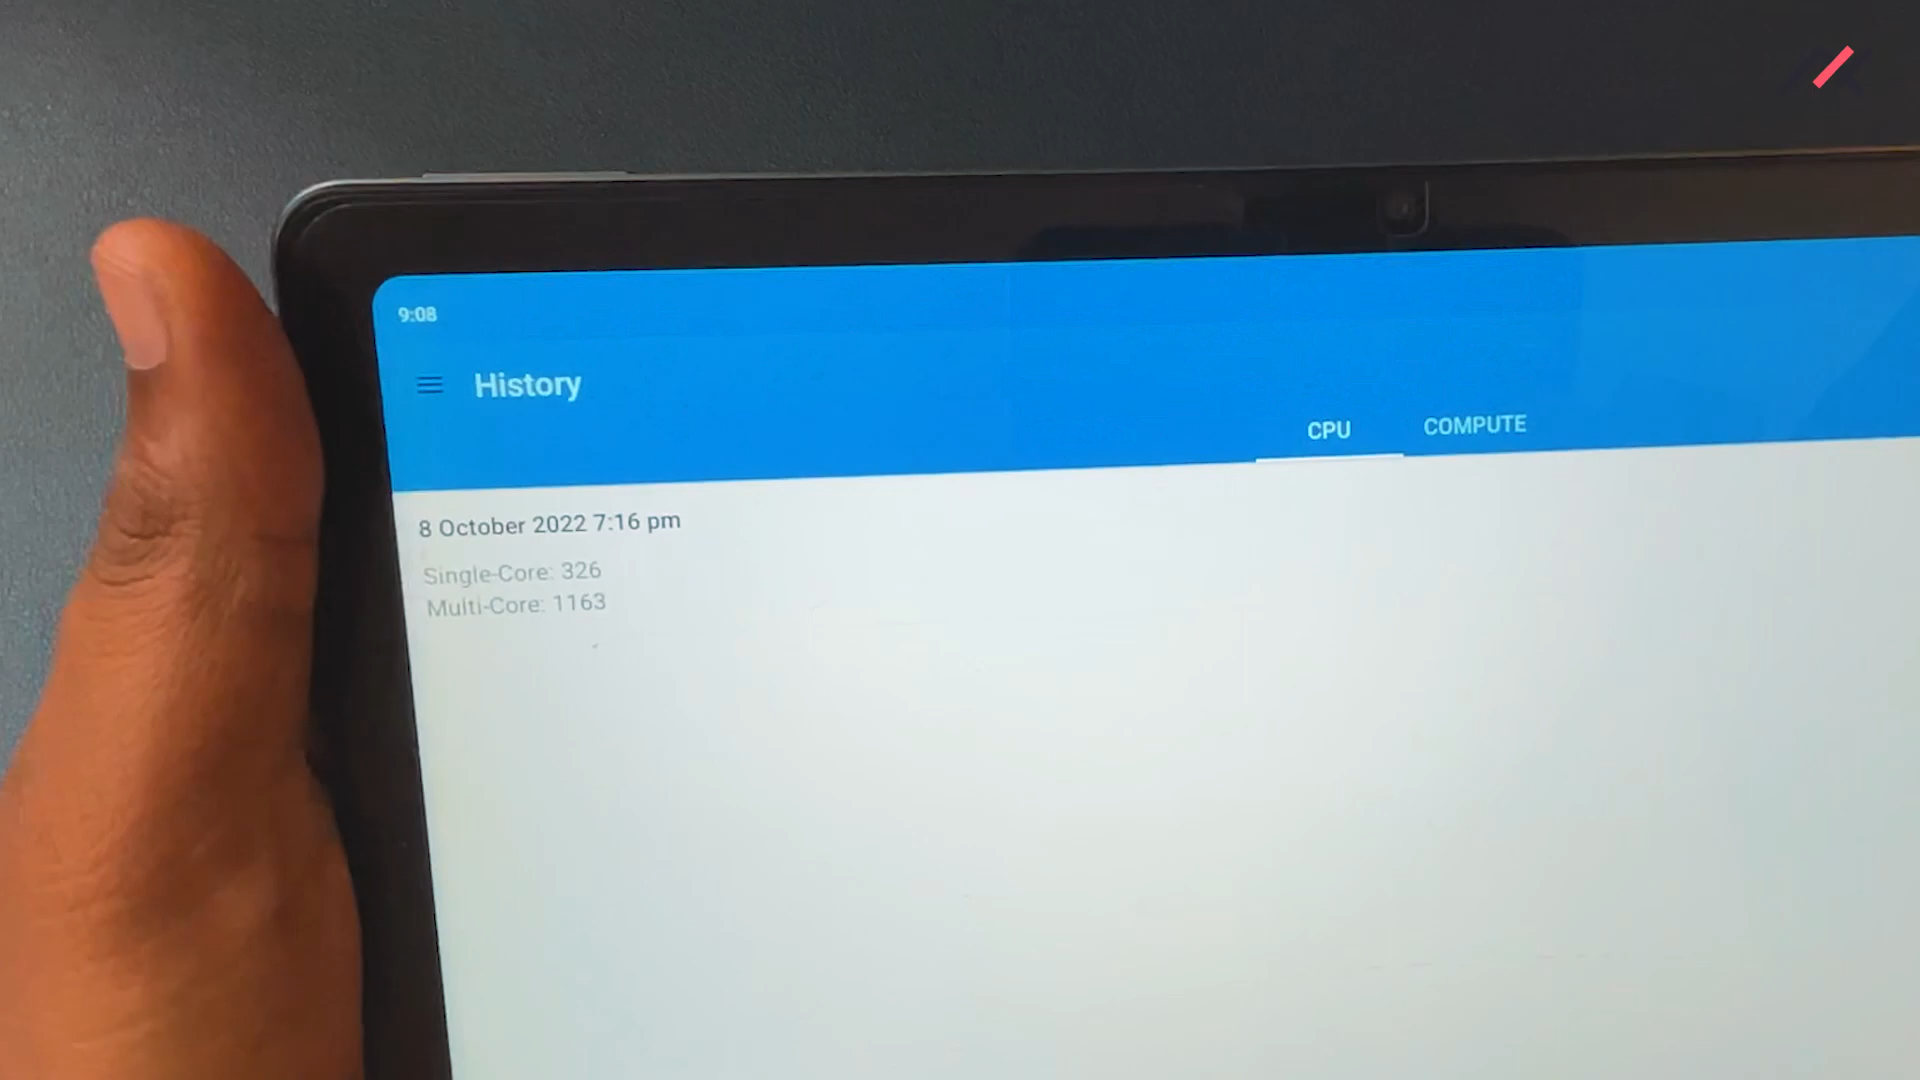 9:08
History
CPU
COMPUTE
8 October 2022 7:16 pm
Single-Core: 326
Multi-Core: 1163